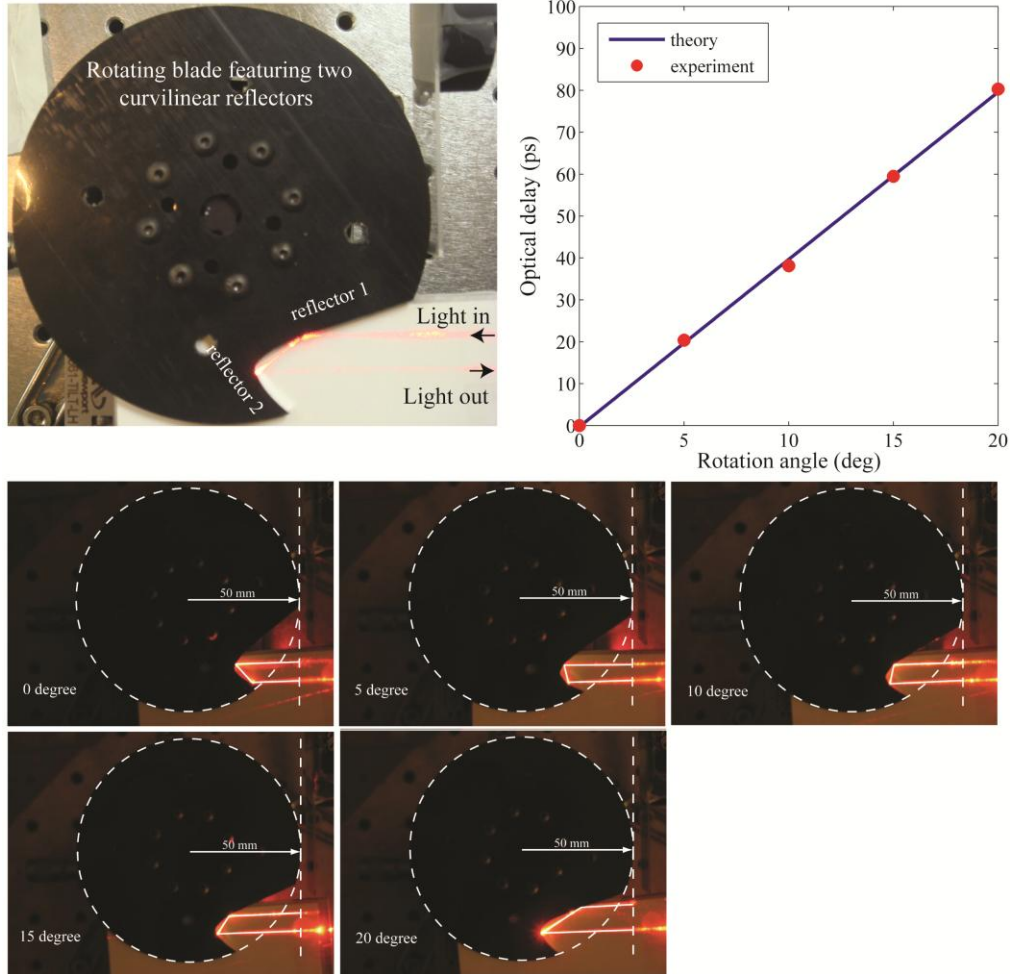 Rotating blade featuring two
curvilinear reflectors
reflector 1
Light in
reflector 2
Light out
100
90
80
70
60
50
40
30
20
10
0
Optical delay (ps)
theory
experiment
0
5
10
15
20
Rotation angle (deg)
50 mm
0 degree
50 mm
5 degree
50 mm
10 degree
50 mm
15 degree
50 mm
20 degree